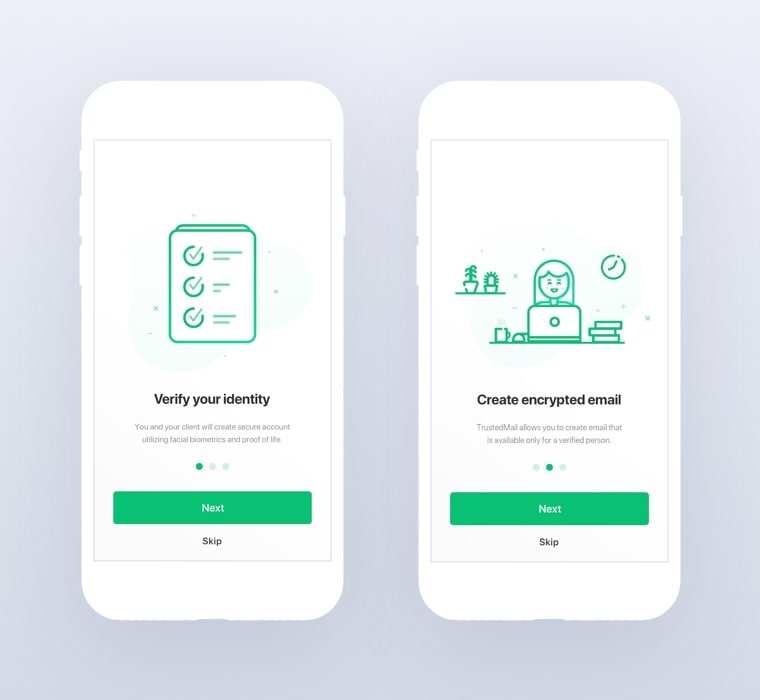 Verify your identity
You and your client will create secure account
utilizing facial biometrics and proof of life.
Next
Skip
Create encrypted email
TrustedMail allows you to create email that
is available only for a verified person.
Next
Skip